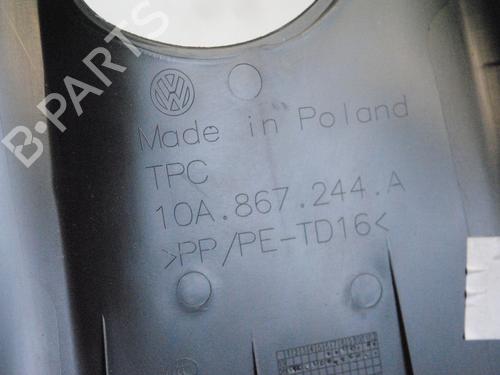 B-PARTS
Made in Poland
TPC
10A.867.244.A
>PP/PE-TD16<